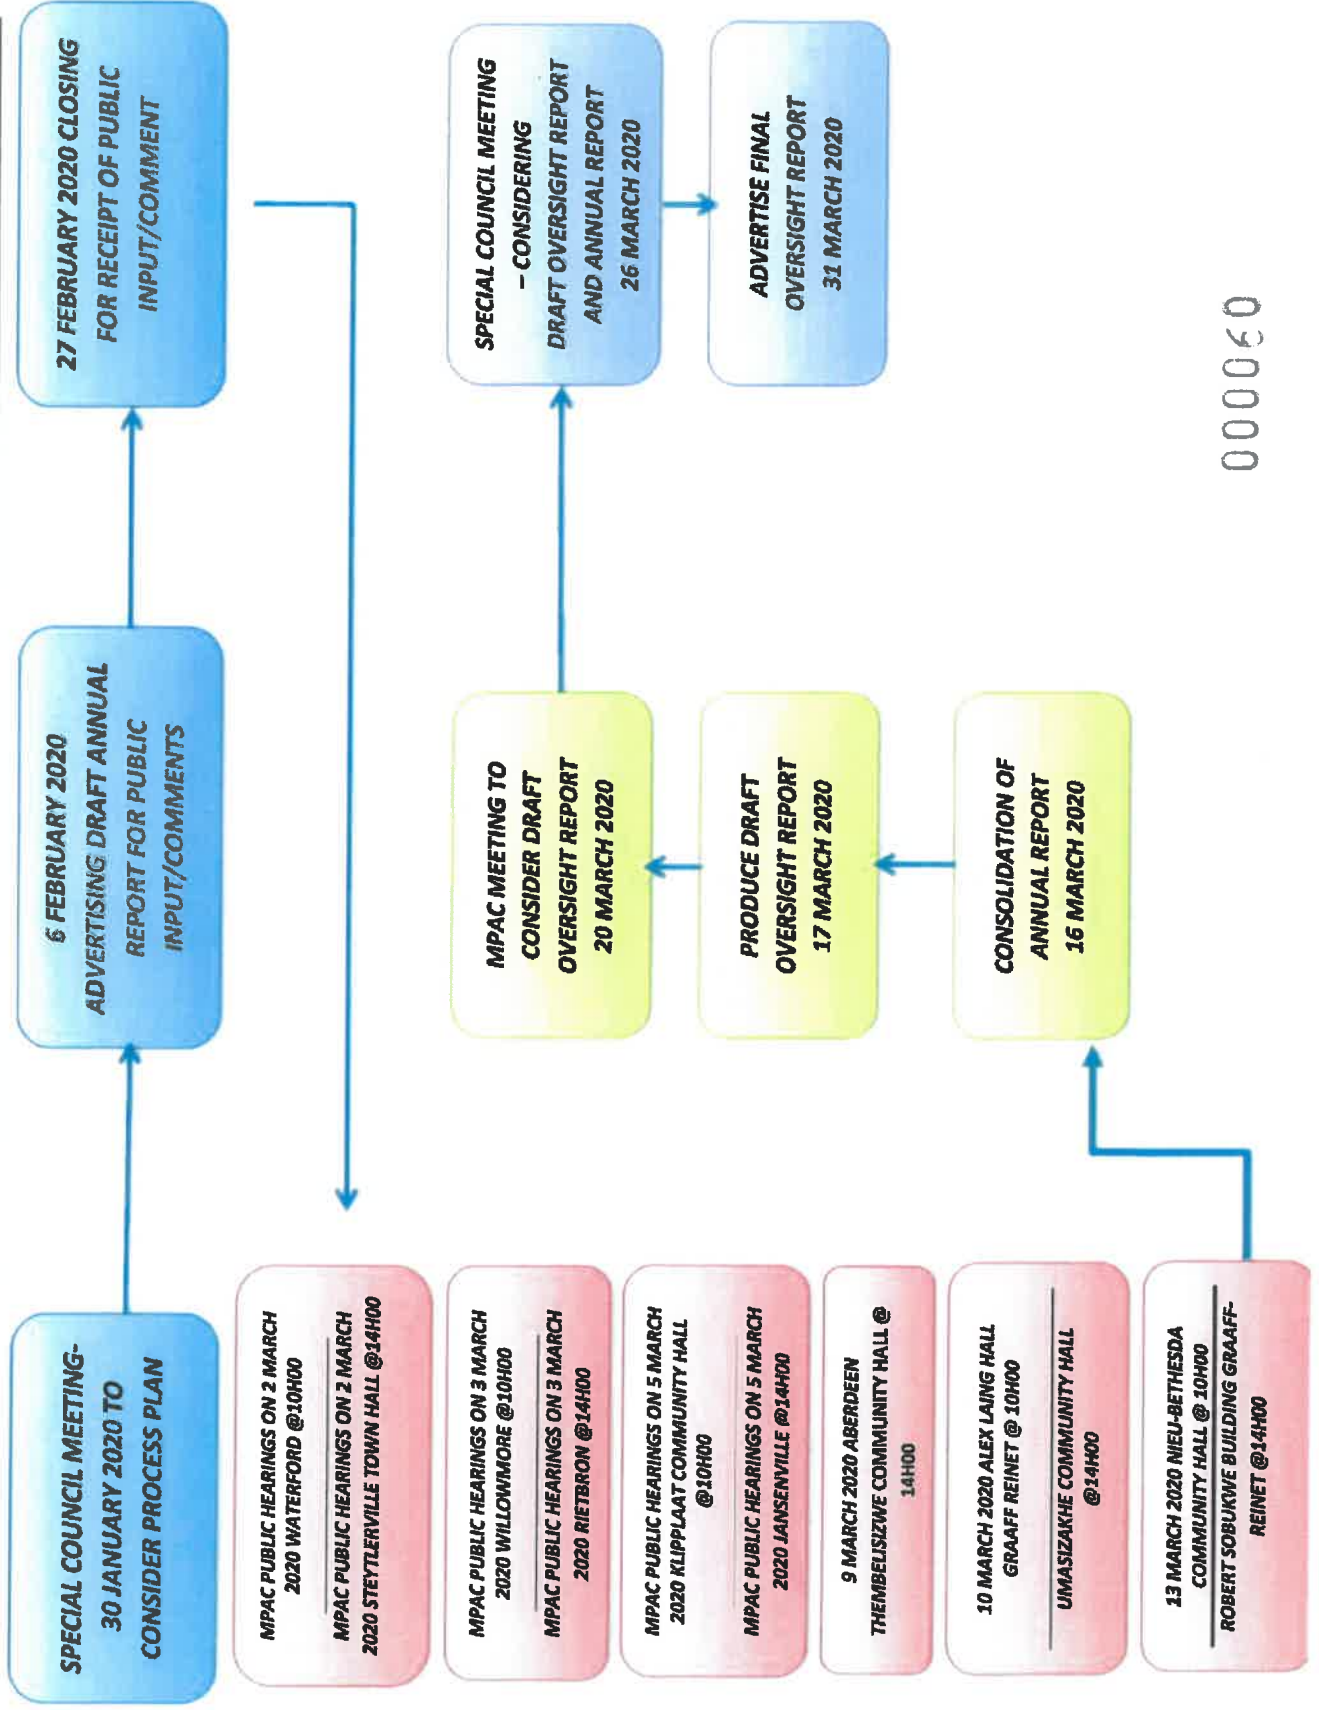 SPECIAL COUNCIL MEETING-
30 JANUARY 2020 TO
CONSIDER PROCESS PLAN
6 FEBRUARY 2020
ADVERTISING DRAFT ANNUAL
REPORT FOR PUBLIC
INPUT/COMMENTS
27 FEBRUARY 2020 CLOSING
FOR RECEIPT OF PUBLIC
INPUT/COMMENT
MPAC PUBLIC HEARINGS ON 2 MARCH
2020 WATERFORD @10H00
MPAC PUBLIC HEARINGS ON 2 MARCH
2020 STEYTLERVILLE TOWN HALL @14H00
MPAC PUBLIC HEARINGS ON 3 MARCH
2020 WILLOWMORE @10H00
MPAC PUBLIC HEARINGS ON 3 MARCH
2020 RIETBRON @14H00
MPAC PUBLIC HEARINGS ON 5 MARCH
2020 KLIPPLAAT COMMUNITY HALL
@10H00
MPAC PUBLIC HEARINGS ON 5 MARCH
2020 JANSENVILLE @14H00
9 MARCH 2020 ABERDEEN
THEMBELISIZWE COMMUNITY HALL @
14H00
10 MARCH 2020 ALEX LAING HALL
GRAAFF REINET @ 10H00
UMASIZAKHE COMMUNITY HALL
@14H00
13 MARCH 2020 NIEU-BETHESDA
COMMUNITY HALL @ 10H00
ROBERT SOBUKWE BUILDING GRAAFF-
REINET @14H00
CONSOLIDATION OF
ANNUAL REPORT
16 MARCH 2020
PRODUCE DRAFT
OVERSIGHT REPORT
17 MARCH 2020
MPAC MEETING TO
CONSIDER DRAFT
OVERSIGHT REPORT
20 MARCH 2020
SPECIAL COUNCIL MEETING
– CONSIDERING
DRAFT OVERSIGHT REPORT
AND ANNUAL REPORT
26 MARCH 2020
ADVERTISE FINAL
OVERSIGHT REPORT
31 MARCH 2020
000060